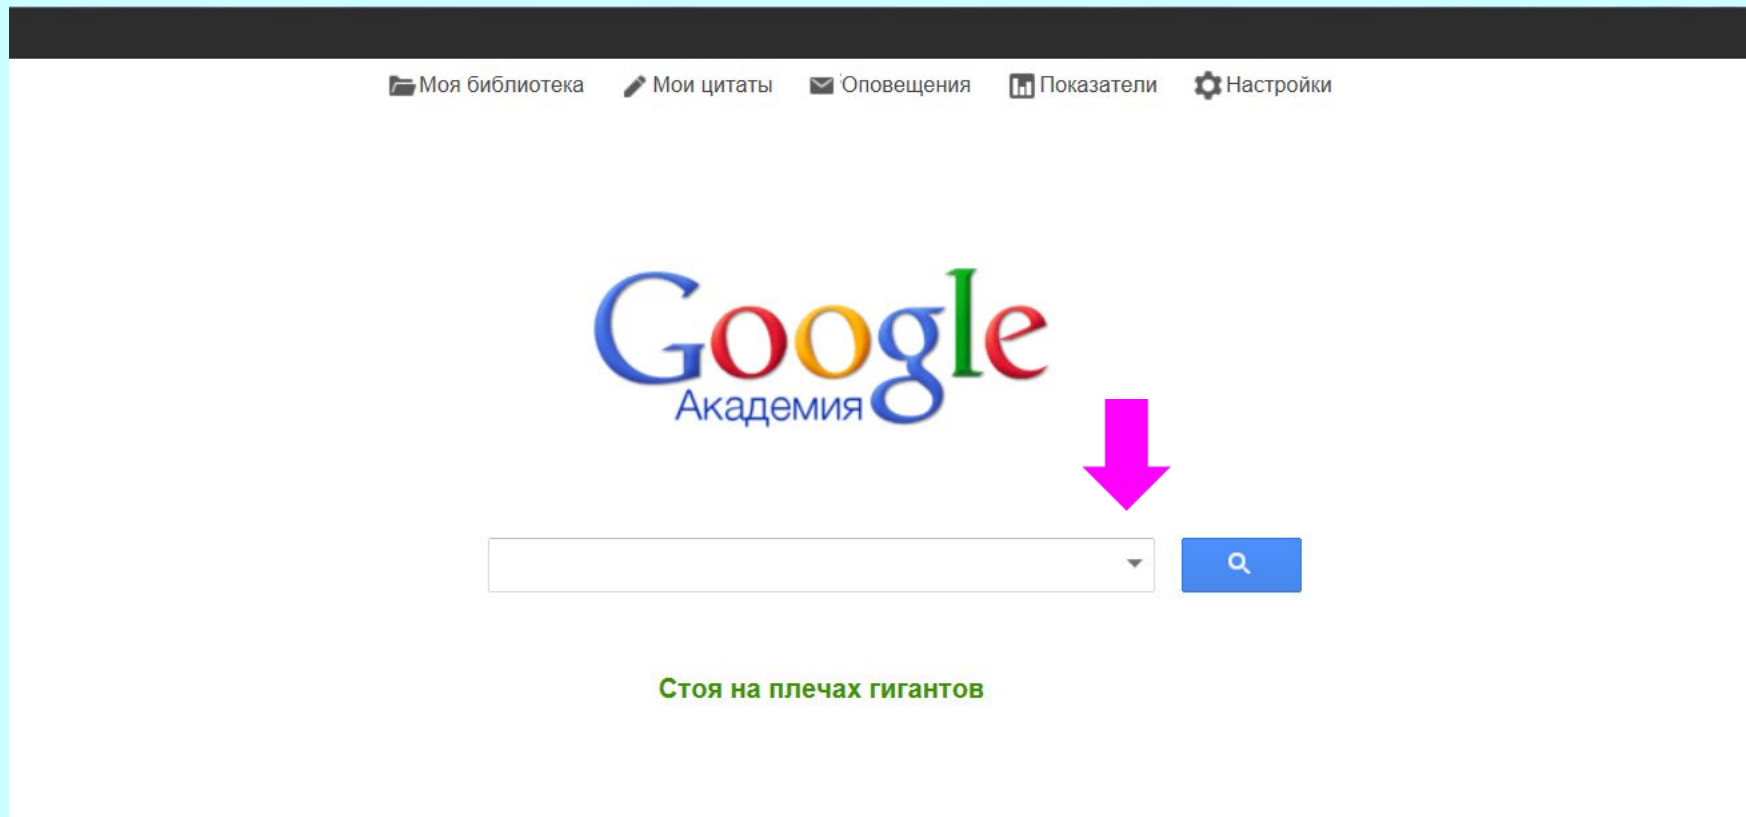 Моя библиотека Мои цитаты Оповещения Показатели Настройки
Google
Академия
Стоя на плечах гигантов